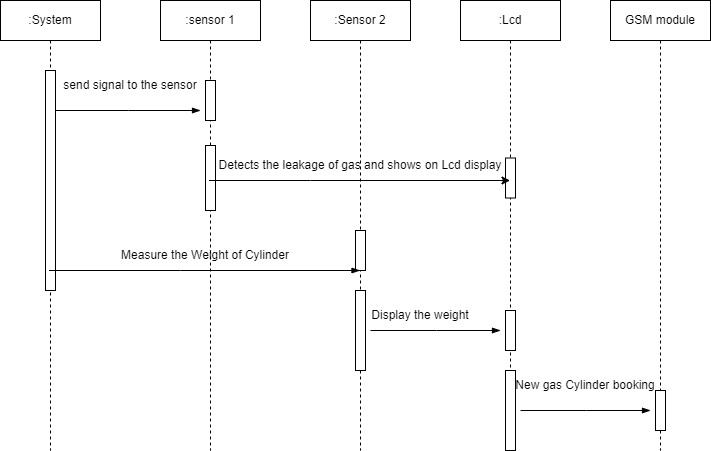 :System
:sensor 1
:Sensor 2
:Lcd
GSM module
send signal to the sensor
Detects the leakage of gas and shows on Lcd display
Measure the Weight of Cylinder
Display the weight
New gas Cylinder booking